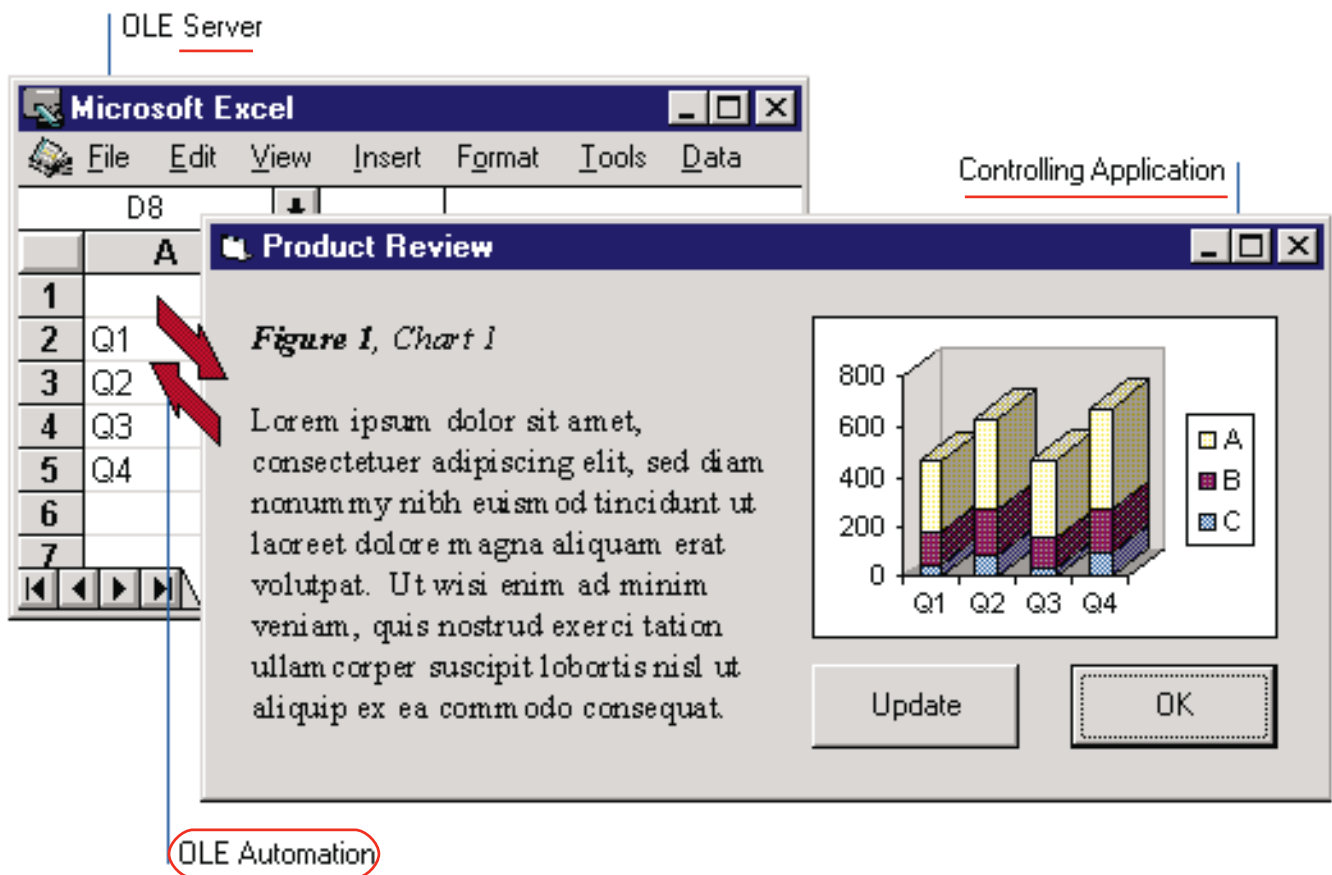 OLE Server
Microsoft Excel
File Edit View Insert Format Tools Data
Controlling Application
D8
A
Product Review
1
2 Q1
3 Q2
4 Q3
5 Q4
6
7
Figure 1, Chart 1
Lorem ipsum dolor sit amet,
consectetuer adipiscing elit, sed diam
nonummy nibh euismod tincidunt ut
laoreet dolore magna aliquam erat
volutpat. Ut wisi enim ad minim
veniam, quis nostrud exerci tation
ullamcorper suscipit lobortis nisl ut
aliquip ex ea commodo consequat.
800
600
400
200
0
Q1 Q2 Q3 Q4
A
B
C
Update OK
OLE Automation